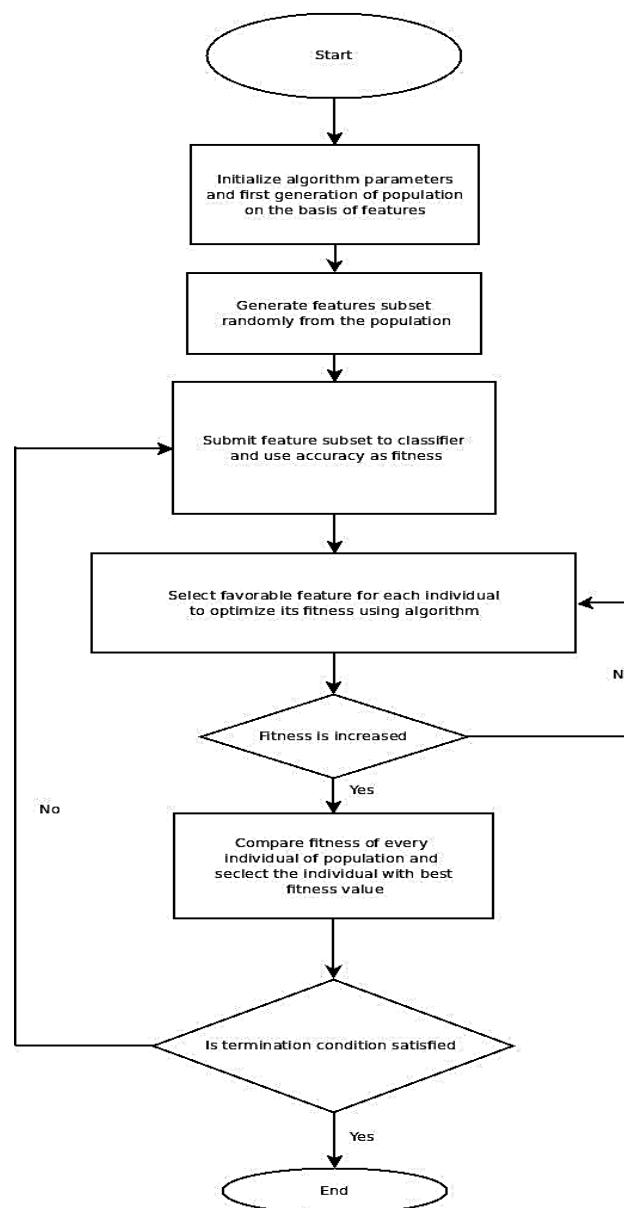 Start
Initialize algorithm parameters
and first generation of population
on the basis of features
Generate features subset
randomly from the population
Submit feature subset to classifier
and use accuracy as fitness
Select favorable feature for each individual
to optimize its fitness using algorithm
N
Fitness is increased
Yes
No
Compare fitness of every
individual of population and
seclect the individual with best
fitness value
Is termination condition satisfied
Yes
End